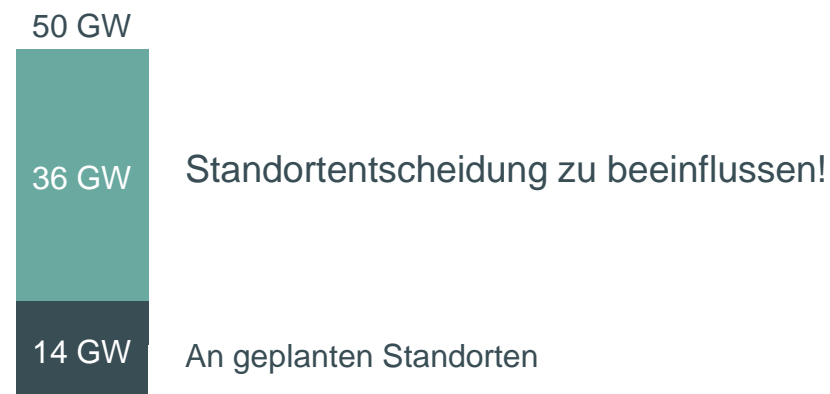 50 GW
36 GW
Standortentscheidung zu beeinflussen!
14 GW
An geplanten Standorten